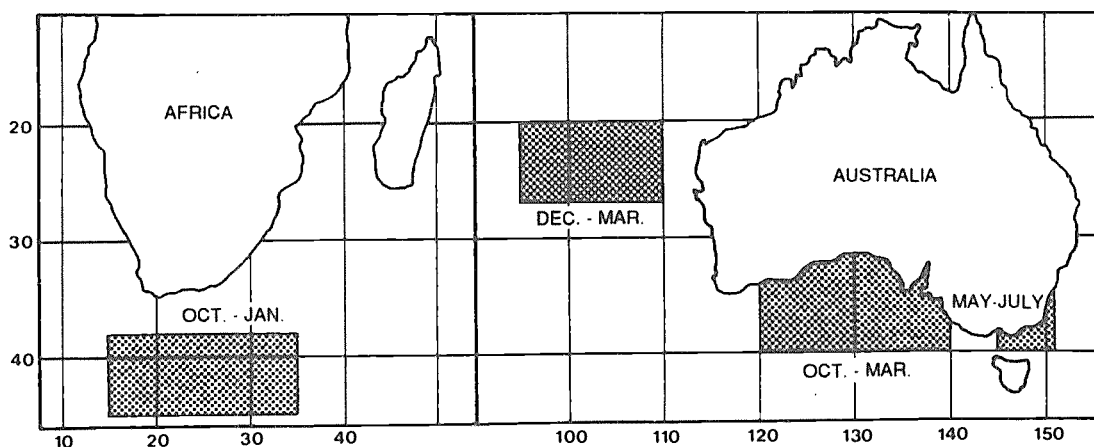 AFRICA
20
AUSTRALIA
DEC. - MAR.
30
OCT. - JAN.
MAY-JULY
40
OCT. - MAR.
10 20 30 40 100 110 120 130 140 150